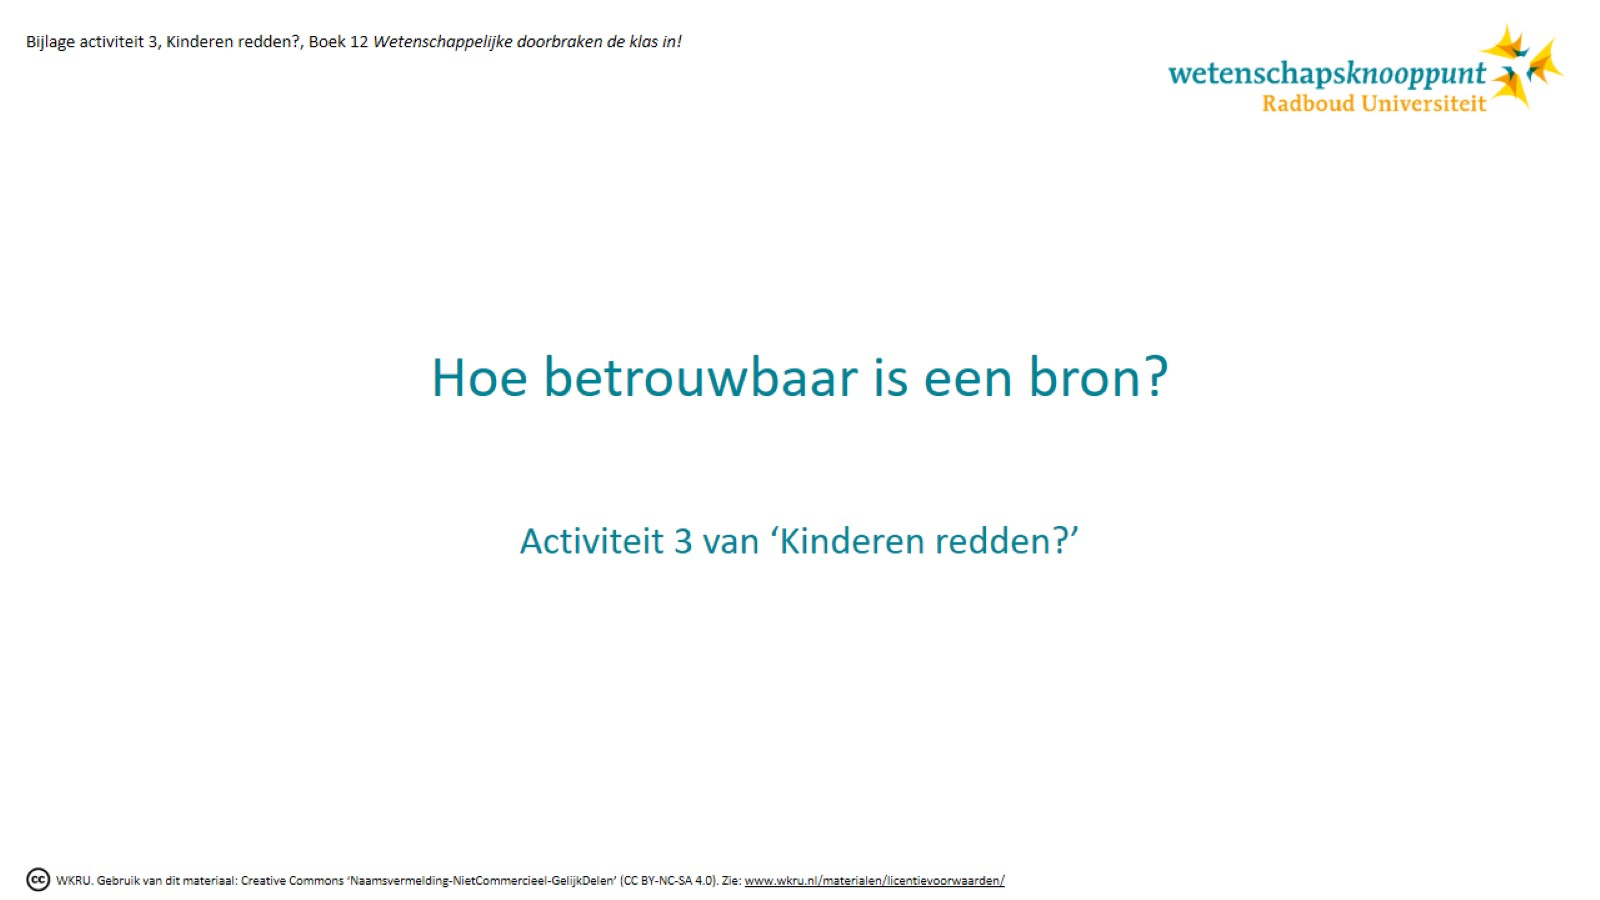 Bijlage activiteit 3, Kinderen redden?, Boek 12 Wetenschappelijke doorbraken de klas in!
wetenschapsknooppunt
Radboud Universiteit
Hoe betrouwbaar is een bron?
Activiteit 3 van ‘Kinderen redden?’
cc WKRU. Gebruik van dit materiaal: Creative Commons ‘Naamsvermelding-NietCommercieel-GelijkDelen’ (CC BY-NC-SA 4.0). Zie: www.wkru.nl/materialen/licentievoorwaarden/